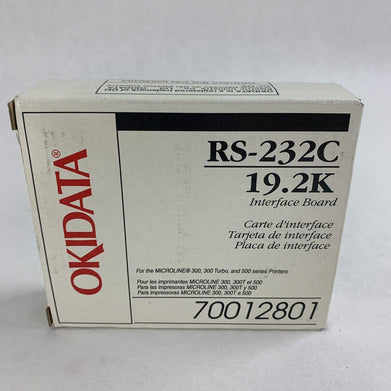 OKIDATA®
RS-232C
19.2K
Interface Board
Carte d'interface
Tarjeta de interface
Placa de interface
For the MICROLINE® 300, 300 Turbo, and 500 series Printers
Pour les imprimantes MICROLINE 300, 300T et 500
Para las impresoras MICROLINE 300, 300T y 500
Para impressoras MICROLINE 300, 300T e 500
70012801